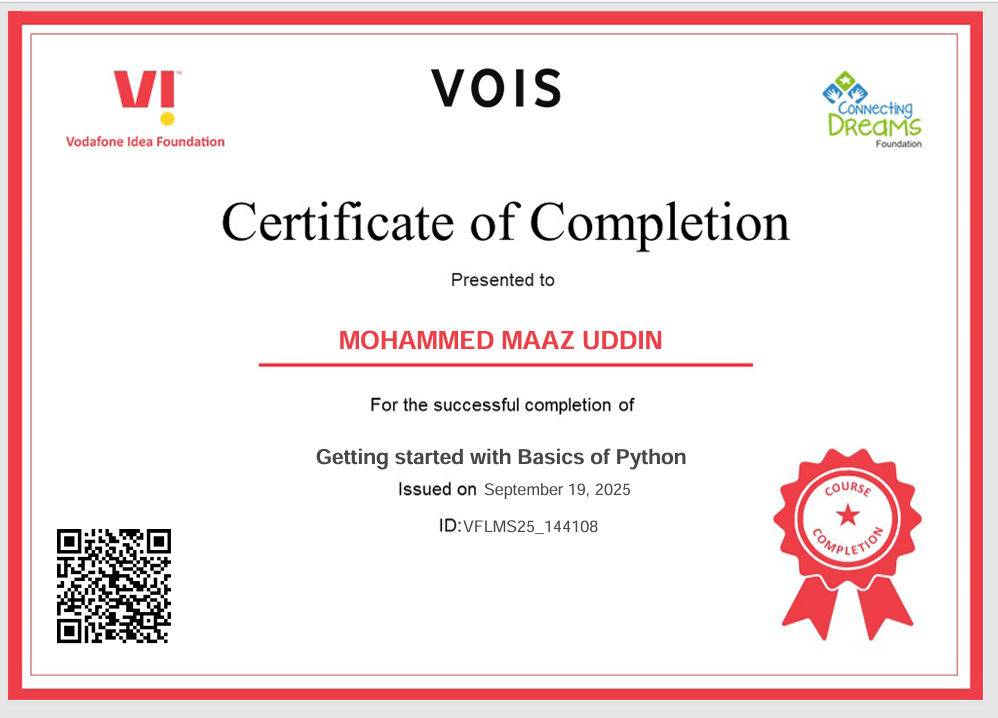 VI™
Vodafone Idea Foundation
VOIS
CONNECTING
DREAMS
Foundation
Certificate of Completion
Presented to
MOHAMMED MAAZ UDDIN
For the successful completion of
Getting started with Basics of Python
Issued on September 19, 2025
ID:VFLMS25_144108
COURSE
COMPLETION